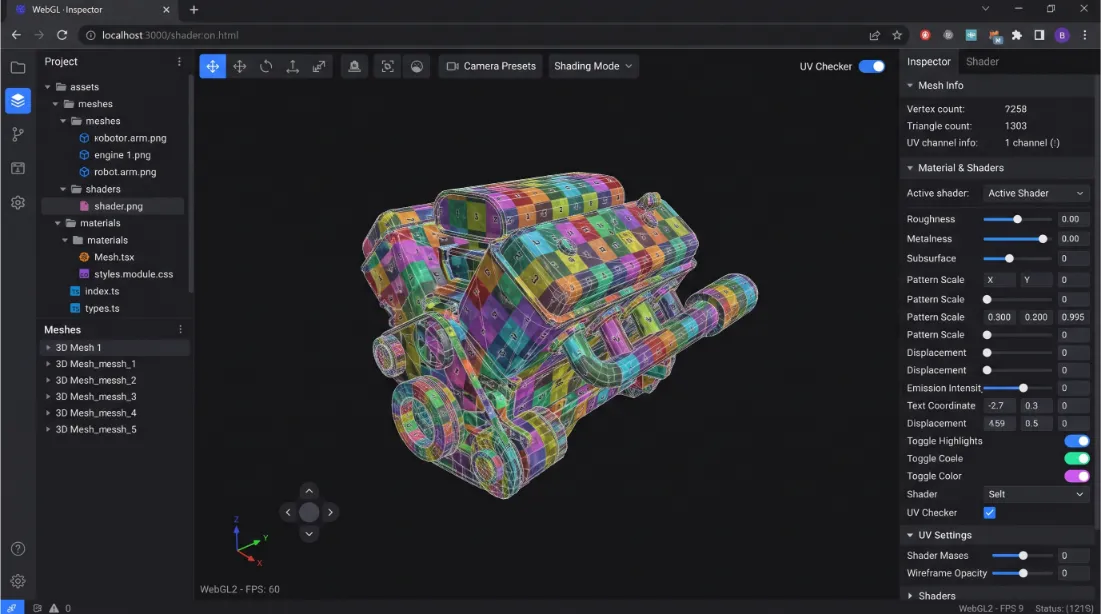 WebGL · Inspector
localhost:3000/shader:on.html
Project
assets
meshes
meshes
robotor.arm.png
engine 1.png
robot.arm.png
shaders
shader.png
materials
materials
Mesh.tsx
styles.module.css
index.ts
types.ts
Meshes
3D Mesh 1
3D Mesh_messh_1
3D Mesh_messh_2
3D Mesh_messh_3
3D Mesh_messh_4
3D Mesh_messh_5
0
Camera Presets
Shading Mode
UV Checker
Z
Y
X
WebGL2 - FPS: 60
B
Inspector
Shader
Mesh Info
Vertex count: 7258
Triangle count: 1303
UV channel info: 1 channel (:)
Material & Shaders
Active shader: Active Shader
Roughness 0.00
Metalness 0.00
Subsurface 0
Pattern Scale X Y 0
Pattern Scale 0
Pattern Scale 0.300 0.200 0.995
Pattern Scale 0
Displacement 0
Displacement 0
Emission Intensit 0
Text Coordinate -2.7 0.3 0
Displacement 459 0.5 0
Toggle Highlights
Toggle Coele
Toggle Color
Shader Selt
UV Checker
UV Settings
Shader Mases 0
Wireframe Opacity 0
Shaders
WebGL2 - FPS 9 Status: (121S)